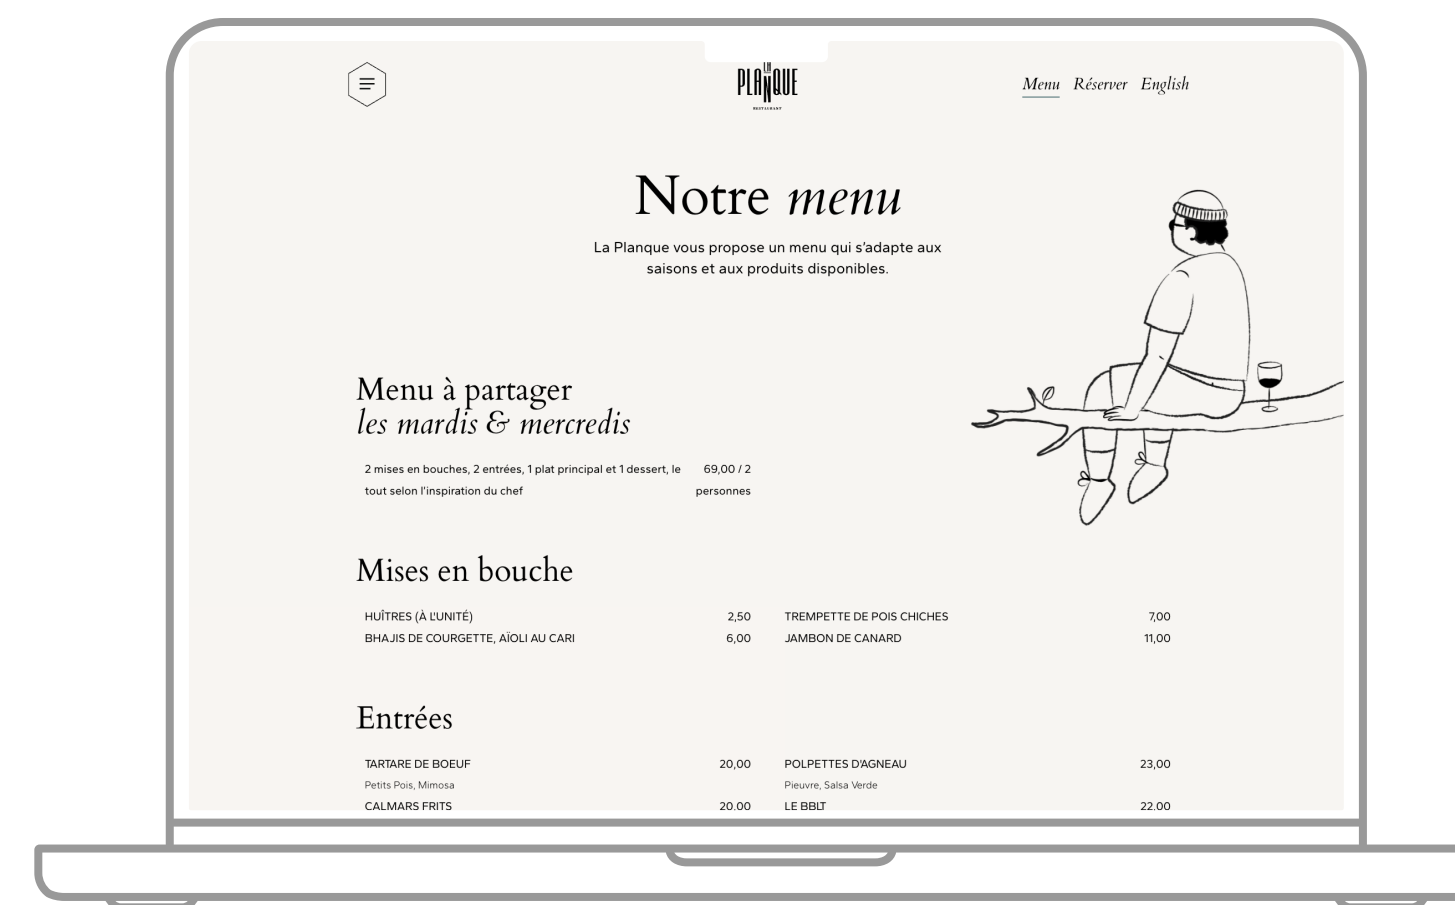 LA
PLANQUE
RESTAURANT
Menu Réserver English
Notre menu
La Planque vous propose un menu qui s’adapte aux
saisons et aux produits disponibles.
Menu à partager
les mardis & mercredis
2 mises en bouches, 2 entrées, 1 plat principal et 1 dessert, le 69,00 / 2
tout selon l'inspiration du chef personnes
Mises en bouche
HUÎTRES (À L'UNITÉ) 2,50 TREMPETTE DE POIS CHICHES 7,00
BHAJIS DE COURGETTE, AÏOLI AU CARI 6,00 JAMBON DE CANARD 11,00
Entrées
TARTARE DE BOEUF 20,00 POLPETTES D'AGNEAU 23,00
Petits Pois, Mimosa Pieuvre, Salsa Verde
CALMARS FRITS 20,00 LE BBLT 22,00